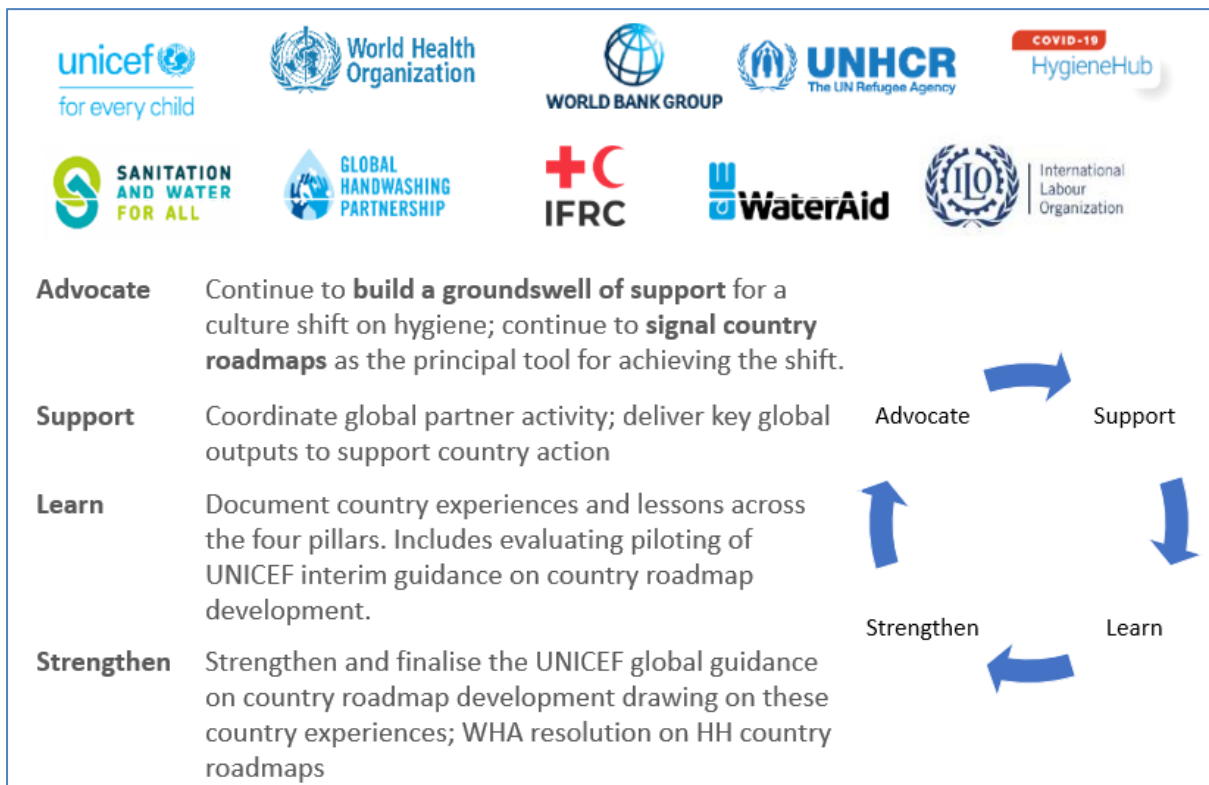 unicef
for every child
World Health
Organization
WORLD BANK GROUP
UNHCR
The UN Refugee Agency
COVID-19
HygieneHub
SANITATION
AND WATER
FOR ALL
GLOBAL
HANDWASHING
PARTNERSHIP
IFRC
WaterAid
ILO
International
Labour
Organization
Advocate
Continue to build a groundswell of support for a
culture shift on hygiene; continue to signal country
roadmaps as the principal tool for achieving the shift.
Support
Coordinate global partner activity; deliver key global
outputs to support country action
Learn
Document country experiences and lessons across
the four pillars. Includes evaluating piloting of
UNICEF interim guidance on country roadmap
development.
Strengthen
Strengthen and finalise the UNICEF global guidance
on country roadmap development drawing on these
country experiences; WHA resolution on HH country
roadmaps
Advocate
Support
Strengthen
Learn